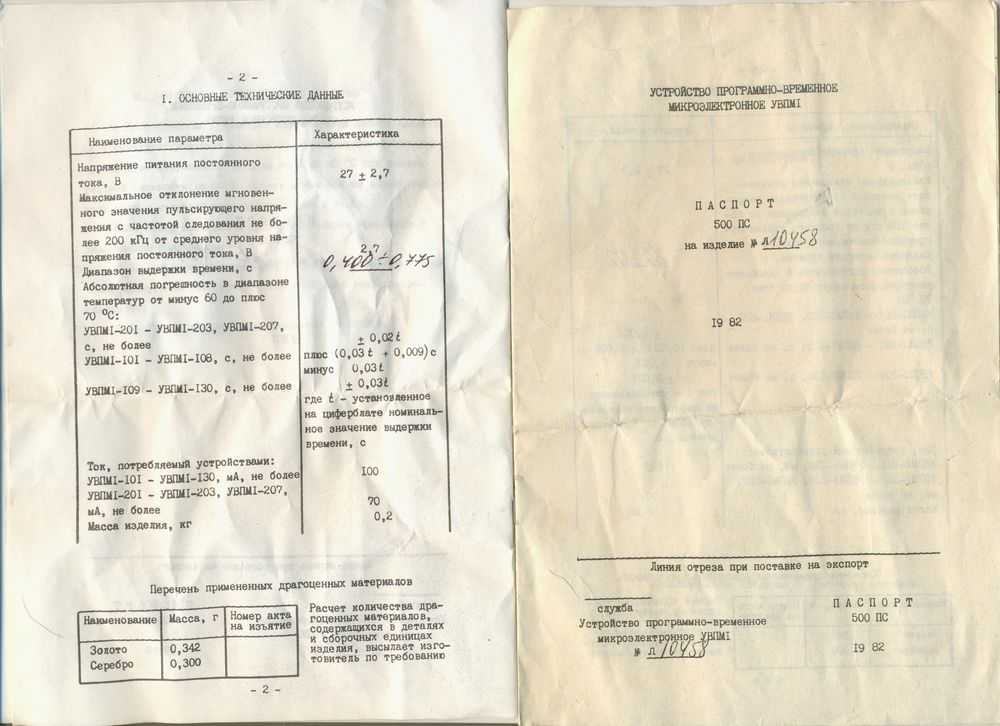 - 2 -
I. ОСНОВНЫЕ ТЕХНИЧЕСКИЕ ДАННЫЕ
Наименование параметра Характеристика
Напряжение питания постоянного
тока, В 27 ± 2,7
Максимальное отклонение мгновен-
ного значения пульсирующего напря-
жения с частотой следования не бо-
лее 200 кГц от среднего уровня на-
пряжения постоянного тока, В 2,7
Диапазон выдержки времени, с 0,400 ÷ 0,775
Абсолютная погрешность в диапазоне
температур от минус 60 до плюс
70 °С:
УВПМI-20I - УВПМI-203, УВПМI-207,
с, не более ± 0,02t
УВПМI-I0I - УВПМI-I08, с, не более плюс (0,03t + 0,009)с
минус 0,03t
УВПМI-I09 - УВПМI-I30, с, не более ± 0,03t
где t - установленное
на циферблате номиналь-
ное значение выдержки
времени, с
Ток, потребляемый устройствами:
УВПМI-I0I - УВПМI-I30, мА, не более I00
УВПМI-20I - УВПМI-203, УВПМI-207,
мА, не более 70
Масса изделия, кг 0,2
Перечень примененных драгоценных материалов
Наименование Масса, г Номер акта
на изъятие
Золото 0,342
Серебро 0,300
Расчет количества дра-
гоценных материалов,
содержащихся в деталях
и сборочных единицах
изделия, высылает изго-
товитель по требованию
- 2 -
УСТРОЙСТВО ПРОГРАММНО-ВРЕМЕННОЕ
МИКРОЭЛЕКТРОННОЕ УВПМI
ПАСПОРТ
500 ПС
на изделие № Л10458
I9 82
Линия отреза при поставке на экспорт
служба
Устройство программно-временное
микроэлектронное УВПМI
№ Л10458
ПАСПОРТ
500 ПС
I9 82